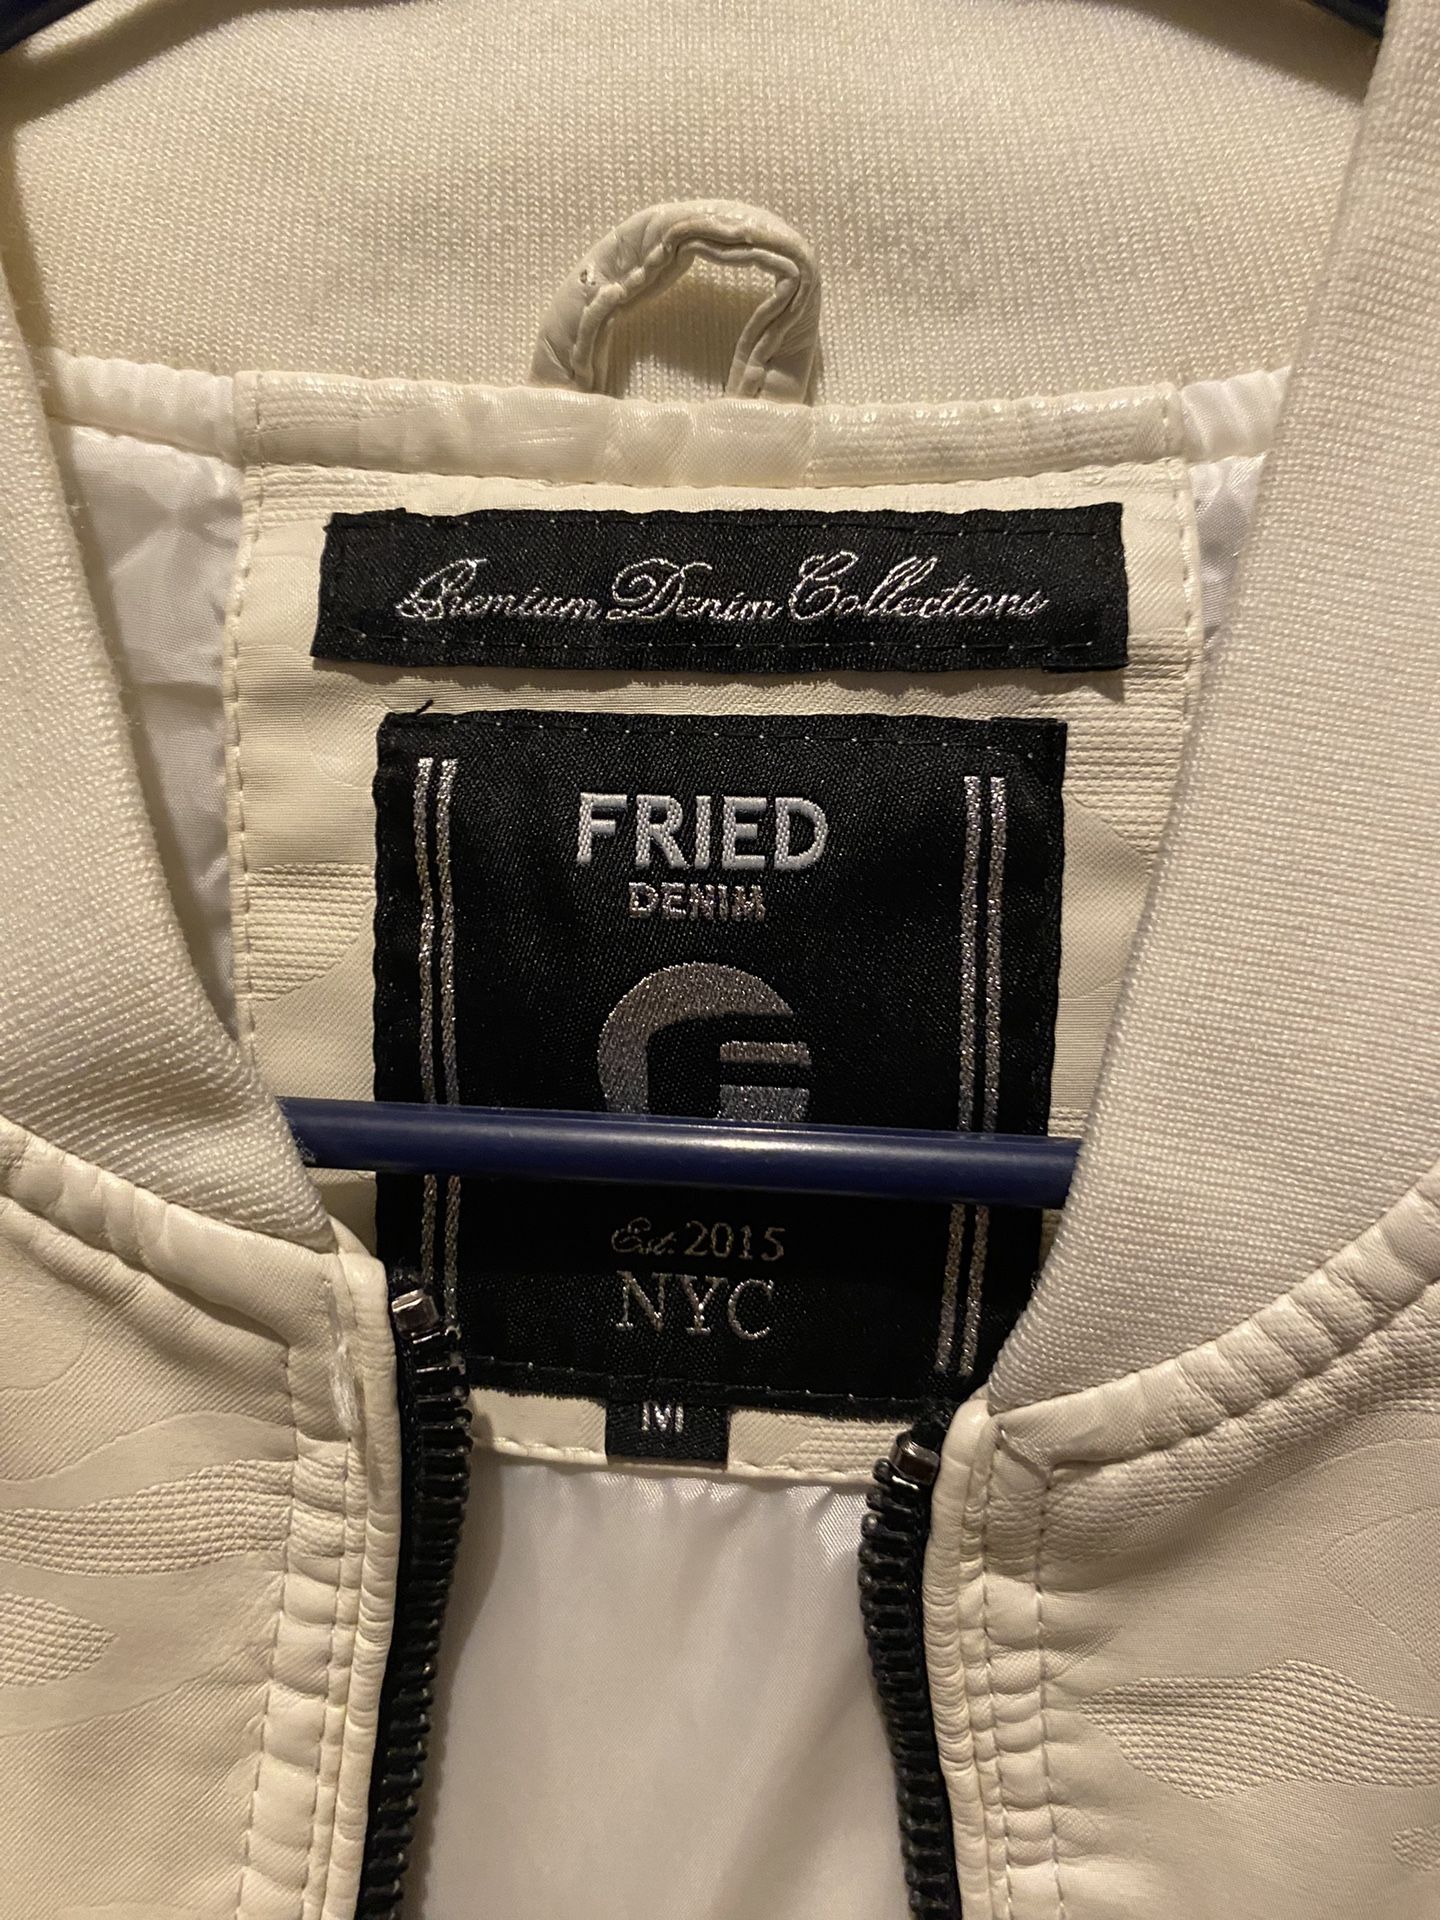 Premium Denim Collections
FRIED
DENIM
Est. 2015
NYC
M